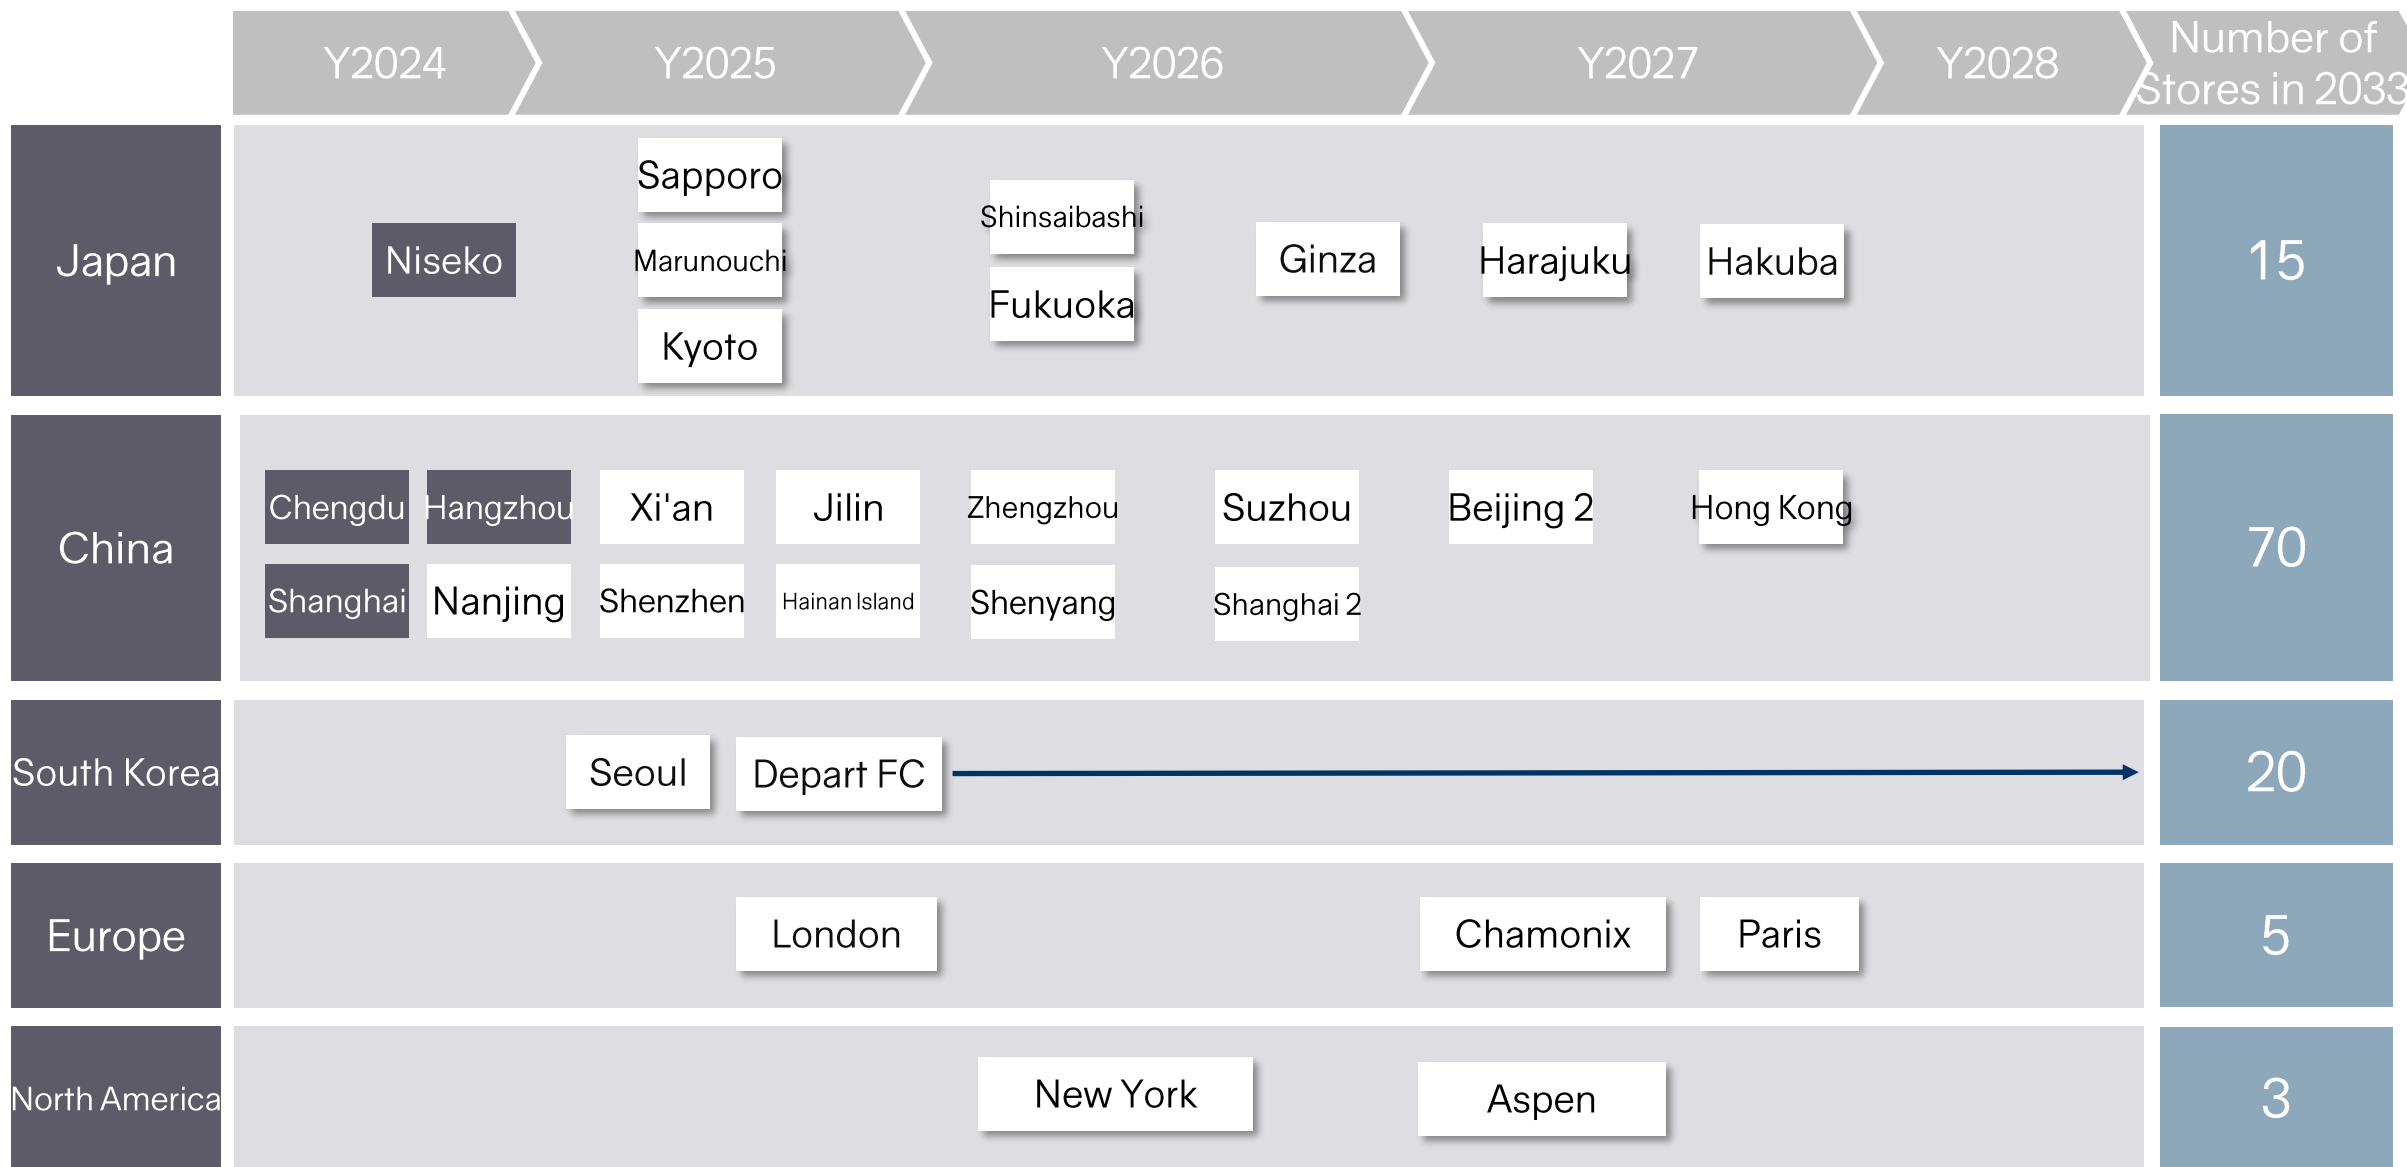 Y2024
Y2025
Y2026
Y2027
Y2028
Number of
Stores in 2033
Japan
Niseko
Sapporo
Marunouchi
Kyoto
Shinsaibashi
Fukuoka
Ginza
Harajuku
Hakuba
15
China
Chengdu
Hangzhou
Xi'an
Jilin
Zhengzhou
Suzhou
Beijing 2
Hong Kong
Shanghai
Nanjing
Shenzhen
Hainan Island
Shenyang
Shanghai 2
70
South Korea
Seoul
Depart FC
20
Europe
London
Chamonix
Paris
5
North America
New York
Aspen
3